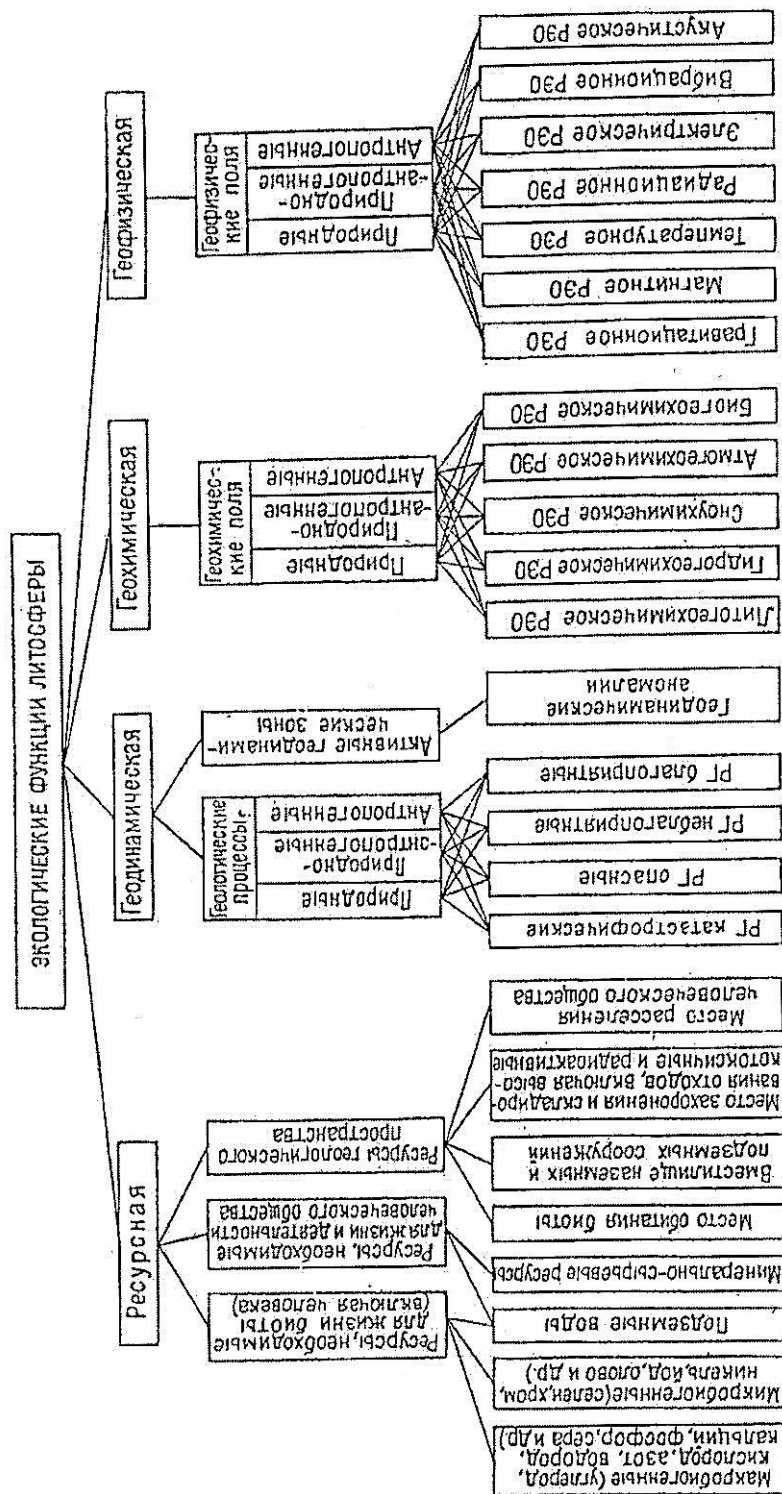 ЭКОЛОГИЧЕСКИЕ ФУНКЦИИ ЛИТОСФЕРЫ
Ресурсная
Геодинамическая
Геохимическая
Геофизическая
Ресурсы, необходимые
для жизни биоты
(включая человека)
Ресурсы, необходимые
для жизни и деятельности
человеческого общества
Ресурсы геологического
пространства
Геологические
процессы
Природные
Природно-
-антропогенные
Антропогенные
Активные геодинами-
ческие зоны
Геохимичес-
кие поля
Природные
Природно-
-антропогенные
Антропогенные
Геофизичес-
кие поля
Природные
Природно-
-антропогенные
Антропогенные
Макробиогенные (углерод,
кислород, азот, водород,
кальций, фосфор, сера и др)
Микробиогенные (селен, хром,
никель, йод, олово и др.)
Подземные воды
Минерально-сырьевые ресурсы
Место обитания биоты
Вместилище наземных и
подземных сооружений
Место захоронения и складиро-
вания отходов, включая высо-
котоксичные и радиоактивные
Место расселения
человеческого общества
РГ катастрофические
РГ опасные
РГ неблагоприятные
РГ благоприятные
Геодинамические
аномалии
Литогеохимическое РЭО
Гидрогеохимическое РЭО
Сноухимическое РЭО
Атмогеохимическое РЭО
Биогеохимическое РЭО
Гравитационное РЭО
Магнитное РЭО
Температурное РЭО
Радиационное РЭО
Электрическое РЭО
Вибрационное РЭО
Акустическое РЭО